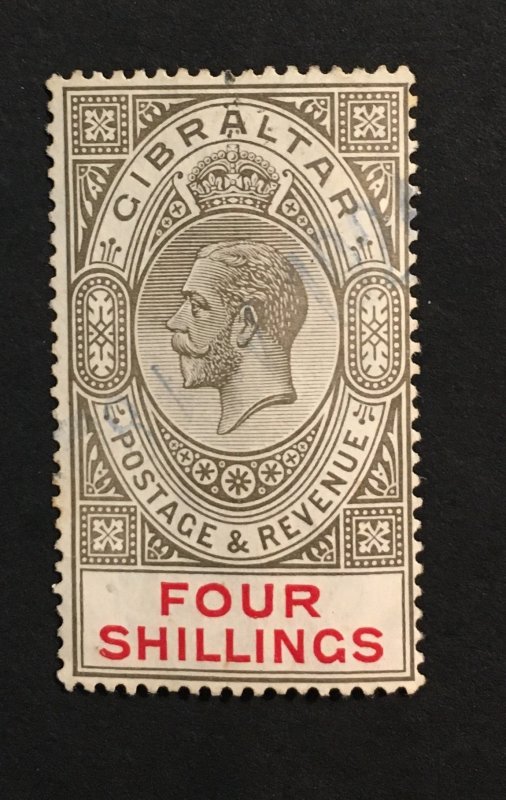 GIBRALTAR
POSTAGE & REVENUE
FOUR
SHILLINGS